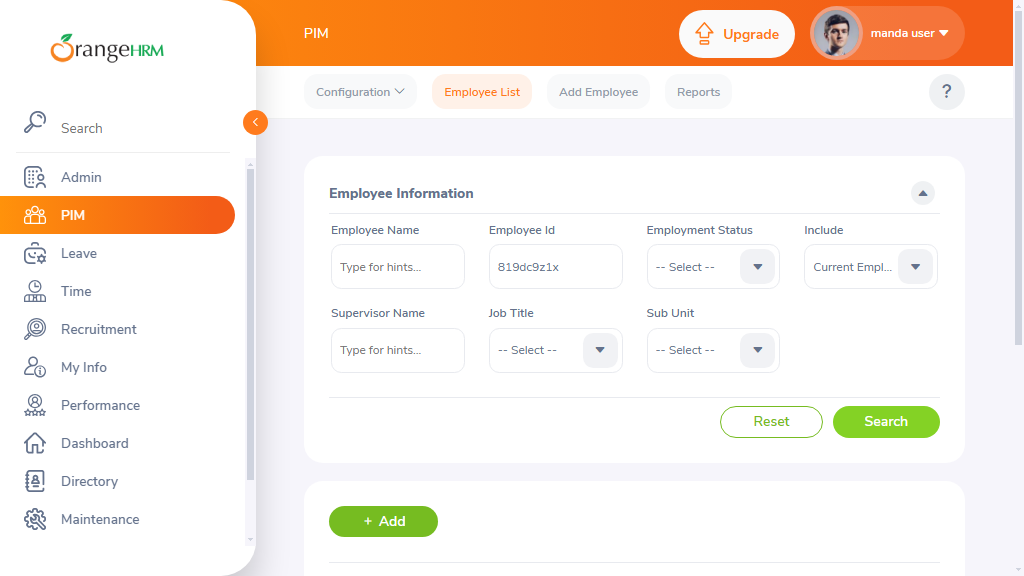 OrangeHRM
PIM
Upgrade
manda user
Configuration
Employee List
Add Employee
Reports
?
Search
Admin
PIM
Leave
Time
Recruitment
My Info
Performance
Dashboard
Directory
Maintenance
Employee Information
Employee Name
Employee Id
Employment Status
Include
Type for hints...
819dc9z1x
-- Select --
Current Empl...
Supervisor Name
Job Title
Sub Unit
Type for hints...
-- Select --
-- Select --
Reset
Search
+ Add